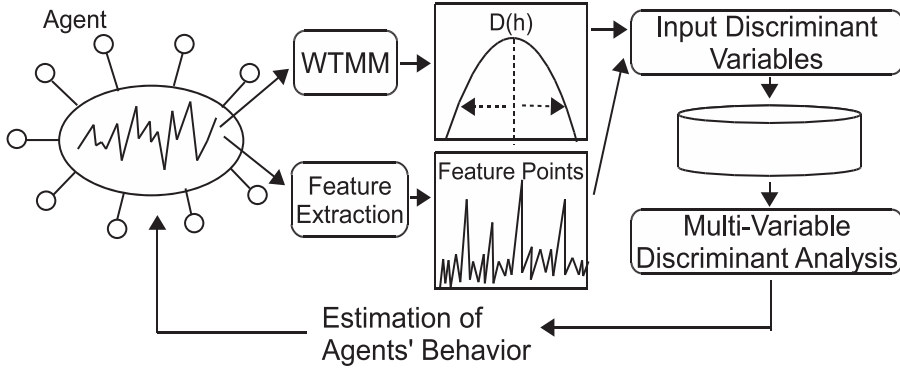 Agent
WTMM
D(h)
Input Discriminant
Variables
Feature
Extraction
Feature Points
Multi-Variable
Discriminant Analysis
Estimation of
Agents' Behavior